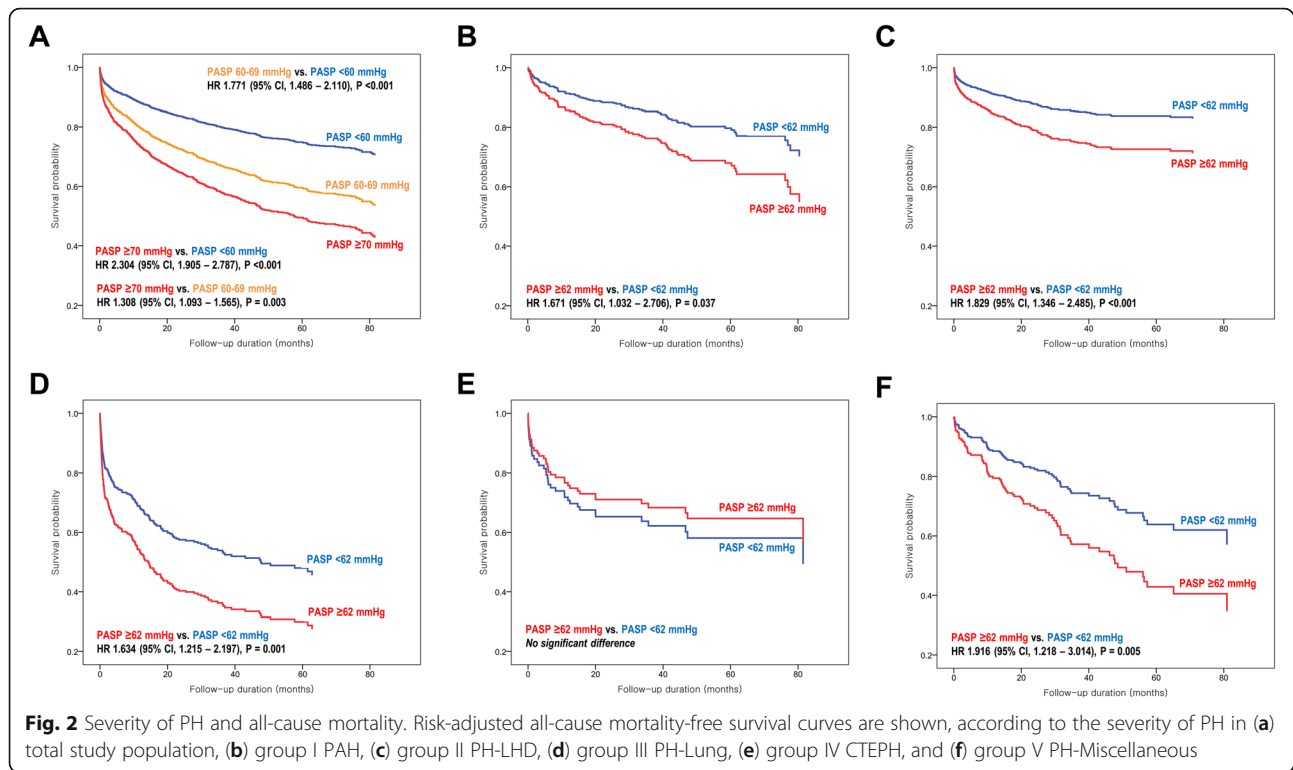 A
PASP 60-69 mmHg vs. PASP <60 mmHg
HR 1.771 (95% CI, 1.486 – 2.110), P <0.001
PASP <60 mmHg
PASP 60-69 mmHg
PASP ≥70 mmHg
PASP ≥70 mmHg vs. PASP <60 mmHg
HR 2.304 (95% CI, 1.905 – 2.787), P <0.001
PASP ≥70 mmHg vs. PASP 60-69 mmHg
HR 1.308 (95% CI, 1.093 – 1.565), P = 0.003
Survival probability
1.0
0.8
0.6
0.4
0.2
0 20 40 60 80
Follow-up duration (months)
B
PASP <62 mmHg
PASP ≥62 mmHg
PASP ≥62 mmHg vs. PASP <62 mmHg
HR 1.671 (95% CI, 1.032 – 2.706), P = 0.037
Survival probability
1.0
0.8
0.6
0.4
0.2
0 20 40 60 80
Follow-up duration (months)
C
PASP <62 mmHg
PASP ≥62 mmHg
PASP ≥62 mmHg vs. PASP <62 mmHg
HR 1.829 (95% CI, 1.346 – 2.485), P <0.001
Survival probability
1.0
0.8
0.6
0.4
0.2
0 20 40 60 80
Follow-up duration (months)
D
PASP <62 mmHg
PASP ≥62 mmHg
PASP ≥62 mmHg vs. PASP <62 mmHg
HR 1.634 (95% CI, 1.215 – 2.197), P = 0.001
Survival probability
1.0
0.8
0.6
0.4
0.2
0 20 40 60 80
Follow-up duration (months)
E
PASP ≥62 mmHg
PASP <62 mmHg
PASP ≥62 mmHg vs. PASP <62 mmHg
No significant difference
Survival probability
1.0
0.8
0.6
0.4
0.2
0 20 40 60 80
Follow-up duration (months)
F
PASP <62 mmHg
PASP ≥62 mmHg
PASP ≥62 mmHg vs. PASP <62 mmHg
HR 1.916 (95% CI, 1.218 – 3.014), P = 0.005
Survival probability
1.0
0.8
0.6
0.4
0.2
0 20 40 60 80
Follow-up duration (months)
Fig. 2 Severity of PH and all-cause mortality. Risk-adjusted all-cause mortality-free survival curves are shown, according to the severity of PH in (a)
total study population, (b) group I PAH, (c) group II PH-LHD, (d) group III PH-Lung, (e) group IV CTEPH, and (f) group V PH-Miscellaneous